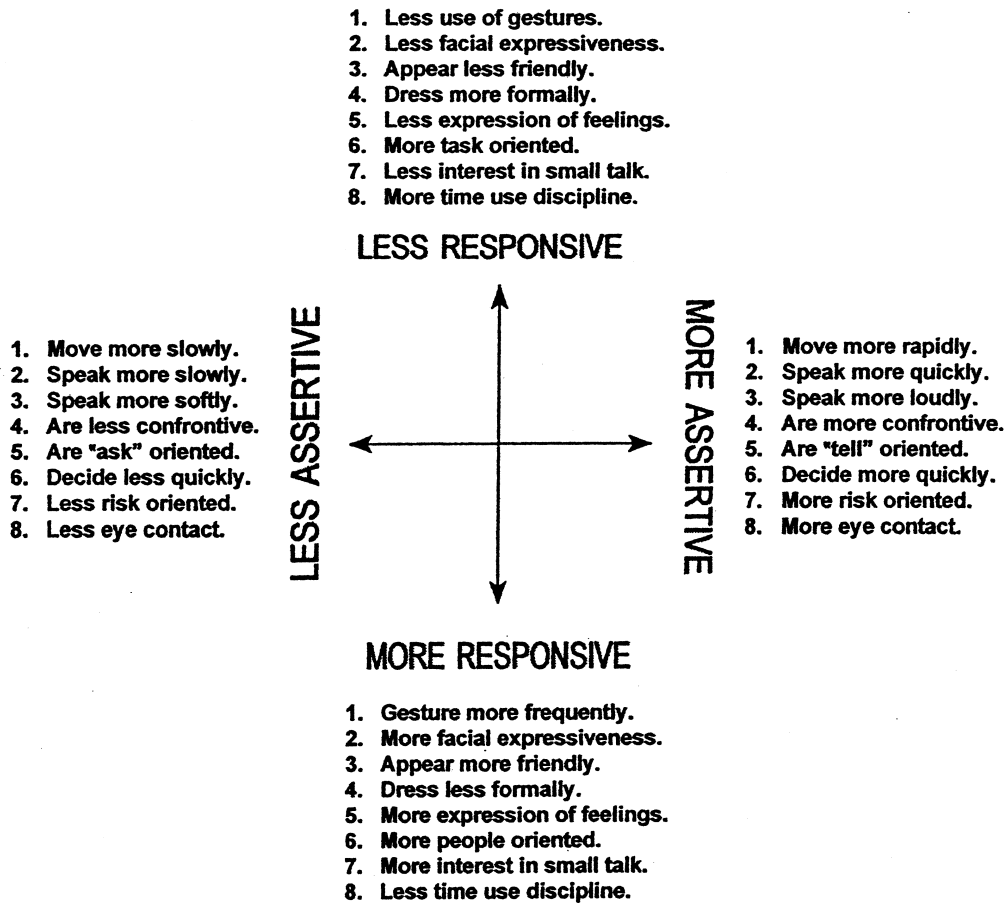 1. Less use of gestures.
2. Less facial expressiveness.
3. Appear less friendly.
4. Dress more formally.
5. Less expression of feelings.
6. More task oriented.
7. Less interest in small talk.
8. More time use discipline.
LESS RESPONSIVE
LESS ASSERTIVE
1. Move more slowly.
2. Speak more slowly.
3. Speak more softly.
4. Are less confrontive.
5. Are "ask" oriented.
6. Decide less quickly.
7. Less risk oriented.
8. Less eye contact.
MORE ASSERTIVE
1. Move more rapidly.
2. Speak more quickly.
3. Speak more loudly.
4. Are more confrontive.
5. Are "tell" oriented.
6. Decide more quickly.
7. More risk oriented.
8. More eye contact.
MORE RESPONSIVE
1. Gesture more frequently.
2. More facial expressiveness.
3. Appear more friendly.
4. Dress less formally.
5. More expression of feelings.
6. More people oriented.
7. More interest in small talk.
8. Less time use discipline.